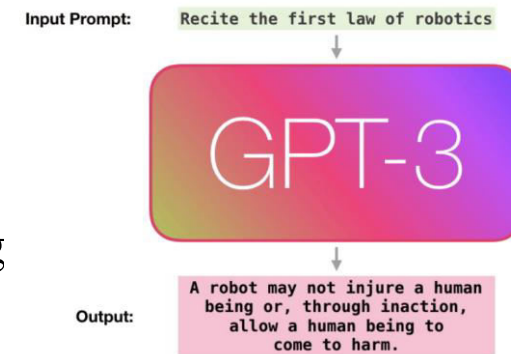 Input Prompt: Recite the first law of robotics
GPT-3
g
Output: A robot may not injure a human
being or, through inaction,
allow a human being to
come to harm.